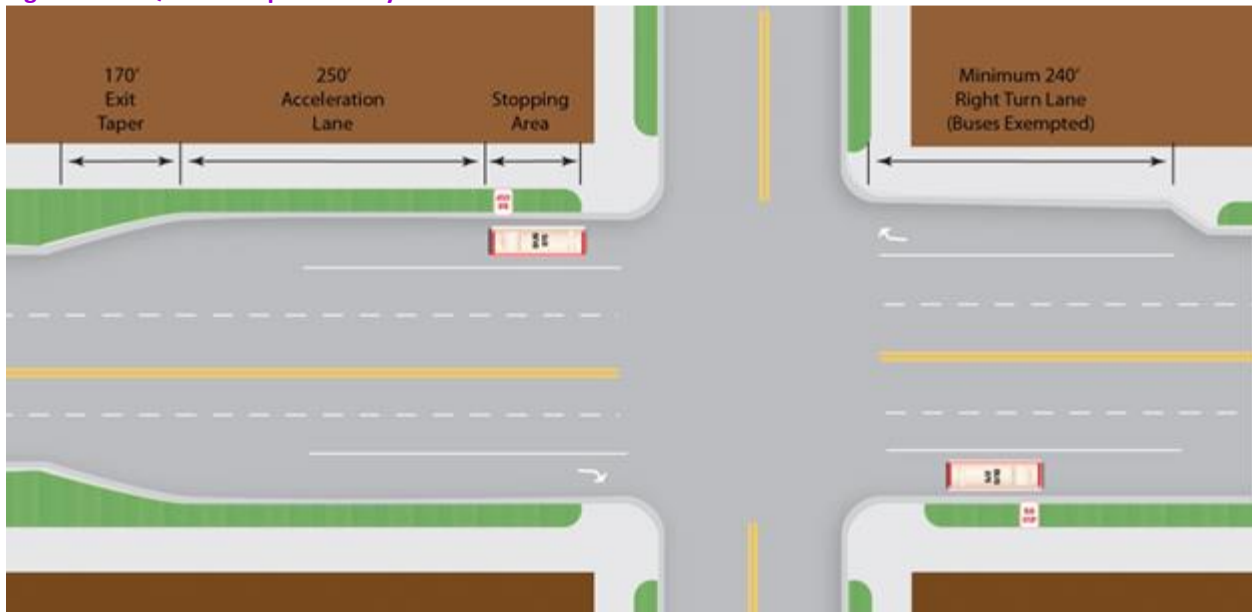 170'
Exit
Taper
250'
Acceleration
Lane
Stopping
Area
Minimum 240'
Right Turn Lane
(Buses Exempted)